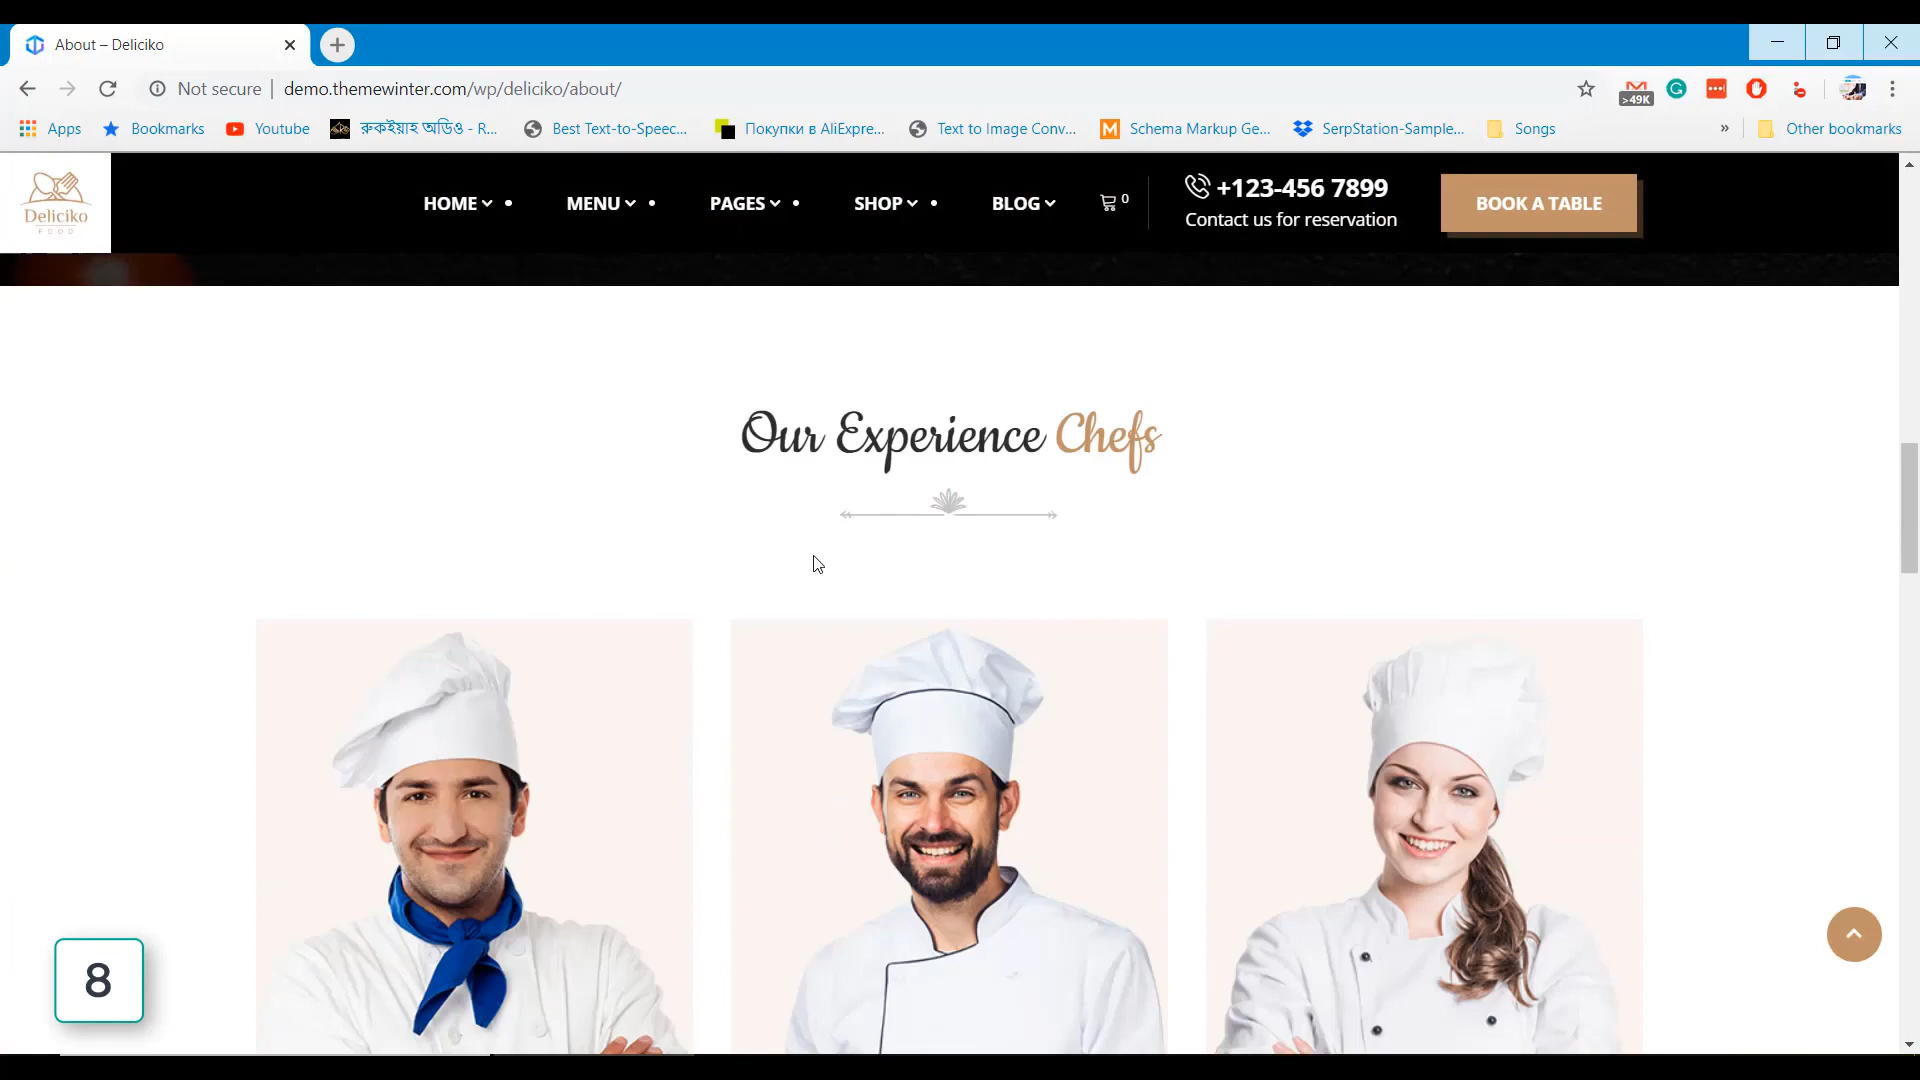 About – Deliciko
Not secure
demo.themewinter.com/wp/deliciko/about/
>49K
Apps
Bookmarks
Youtube
রুকইয়াহ অডিও - R...
Best Text-to-Speec...
Покупки в AliExpre...
Text to Image Conv...
Schema Markup Ge...
SerpStation-Sample...
Songs
»
Other bookmarks
Deliciko
FOOD
HOME
MENU
PAGES
SHOP
BLOG
0
+123-456 7899
Contact us for reservation
BOOK A TABLE
Our Experience Chefs
8